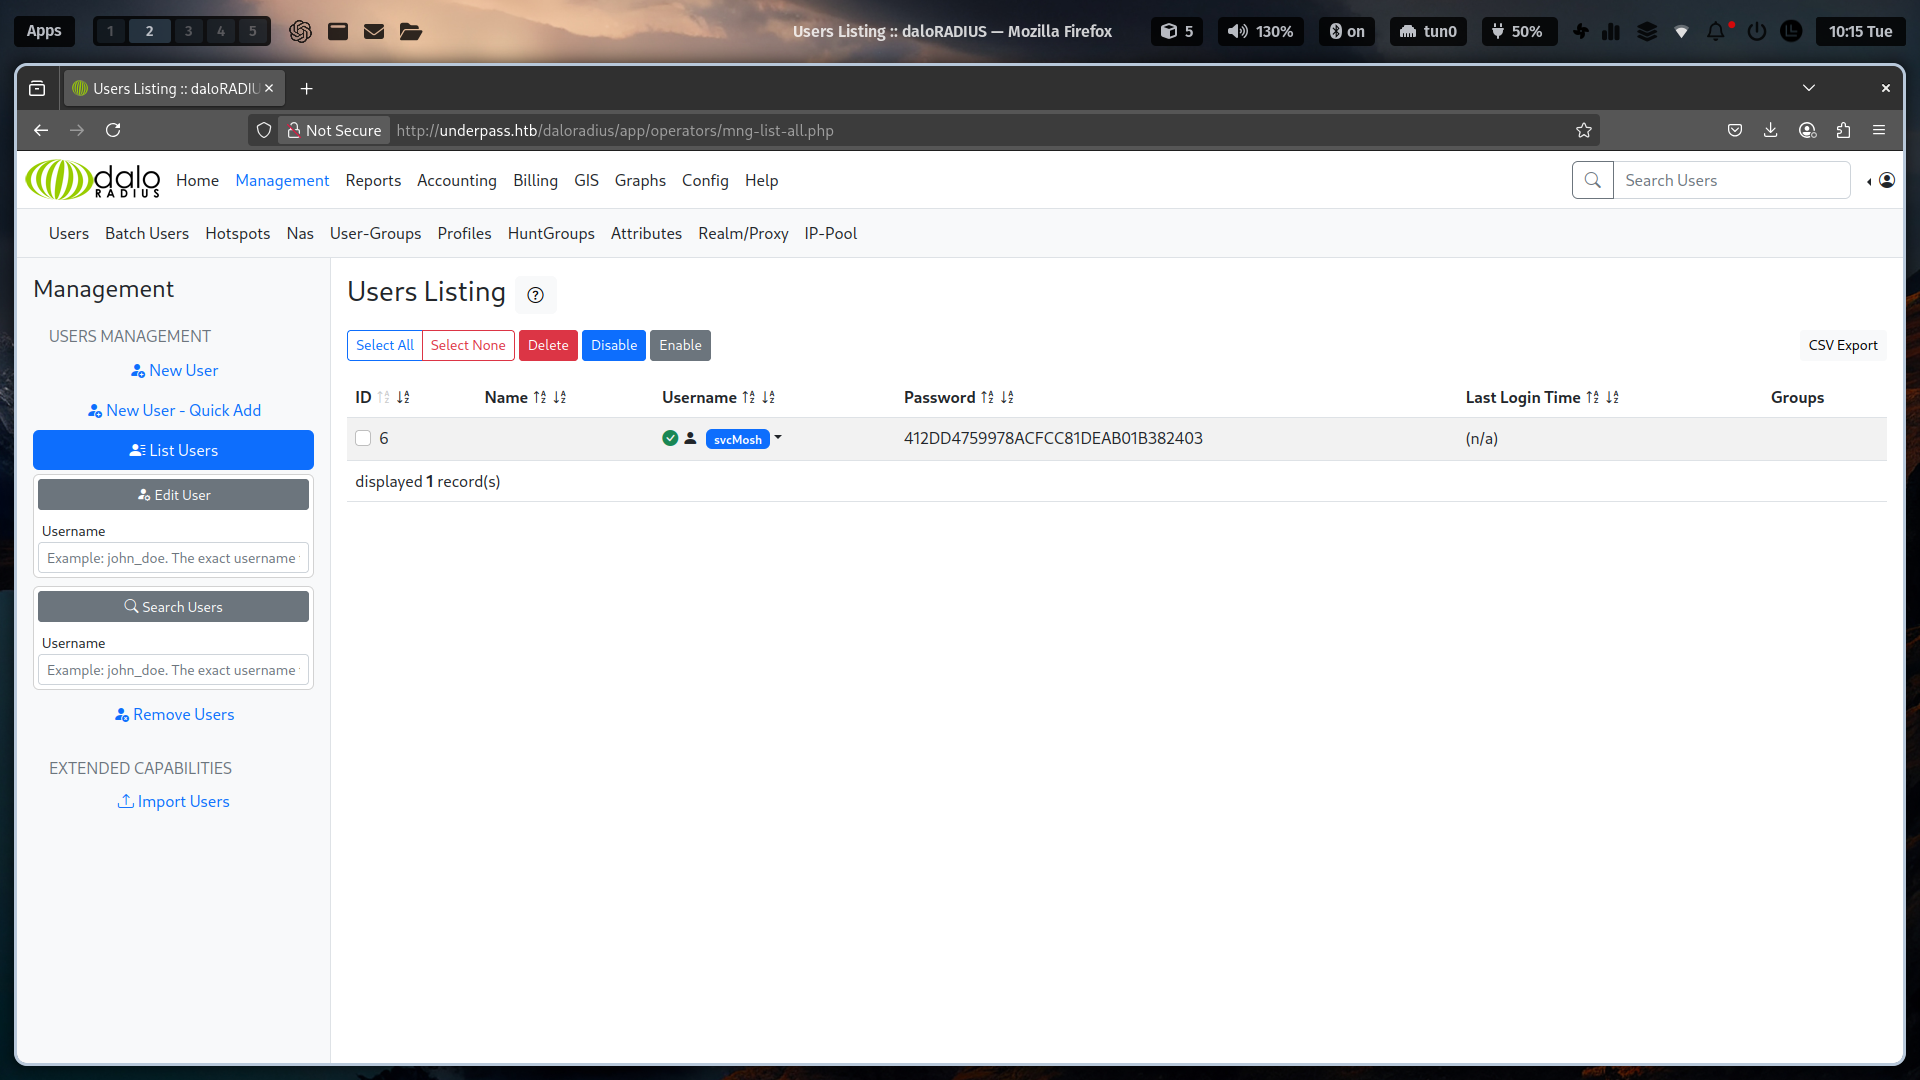 Apps 1 2 3 4 5 Users Listing :: daloRADIUS — Mozilla Firefox 5 130% on tun0 50% 10:15 Tue
Users Listing :: daloRADIU
Not Secure http://underpass.htb/daloradius/app/operators/mng-list-all.php
dalo RADIUS Home Management Reports Accounting Billing GIS Graphs Config Help Search Users
Users Batch Users Hotspots Nas User-Groups Profiles HuntGroups Attributes Realm/Proxy IP-Pool
Management
USERS MANAGEMENT
New User
New User - Quick Add
List Users
Edit User
Username
Example: john_doe. The exact username
Search Users
Username
Example: john_doe. The exact username
Remove Users
EXTENDED CAPABILITIES
Import Users
Users Listing
Select All Select None Delete Disable Enable CSV Export
ID Name Username Password Last Login Time Groups
6 svcMosh 412DD4759978ACFCC81DEAB01B382403 (n/a)
displayed 1 record(s)